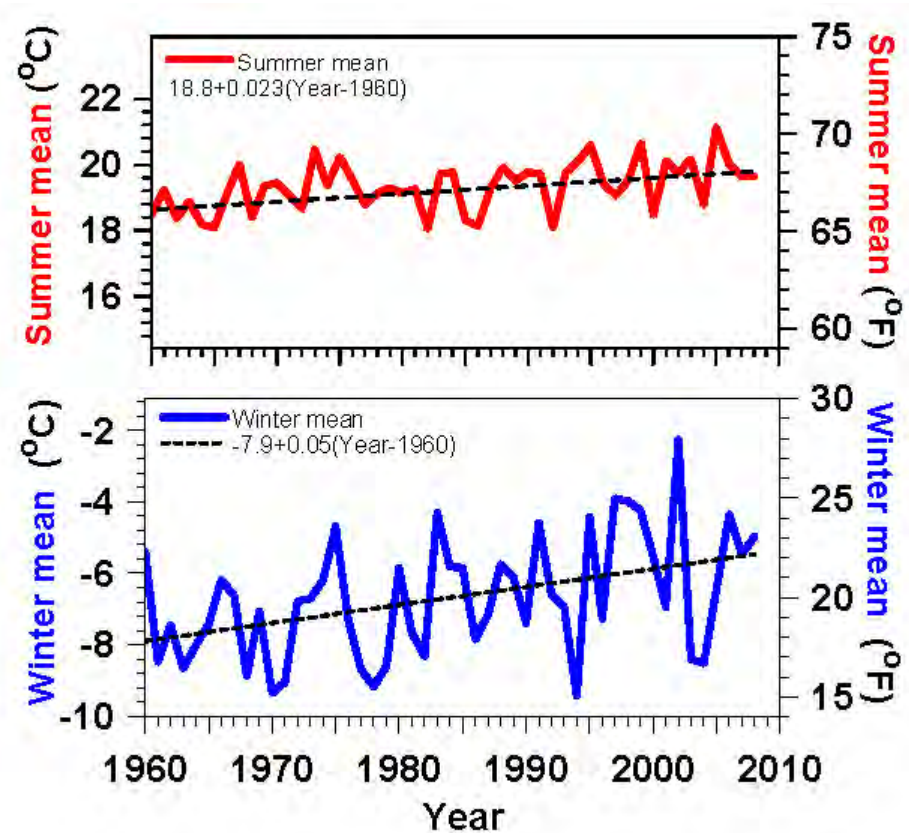 Summer mean (°C)
22
20
18
16
Summer mean
18.8+0.023(Year-1960)
75
70
65
60
Summer mean (°F)
Winter mean (°C)
-2
-4
-6
-8
-10
Winter mean
-7.9+0.05(Year-1960)
30
25
20
15
Winter mean (°F)
1960 1970 1980 1990 2000 2010
Year